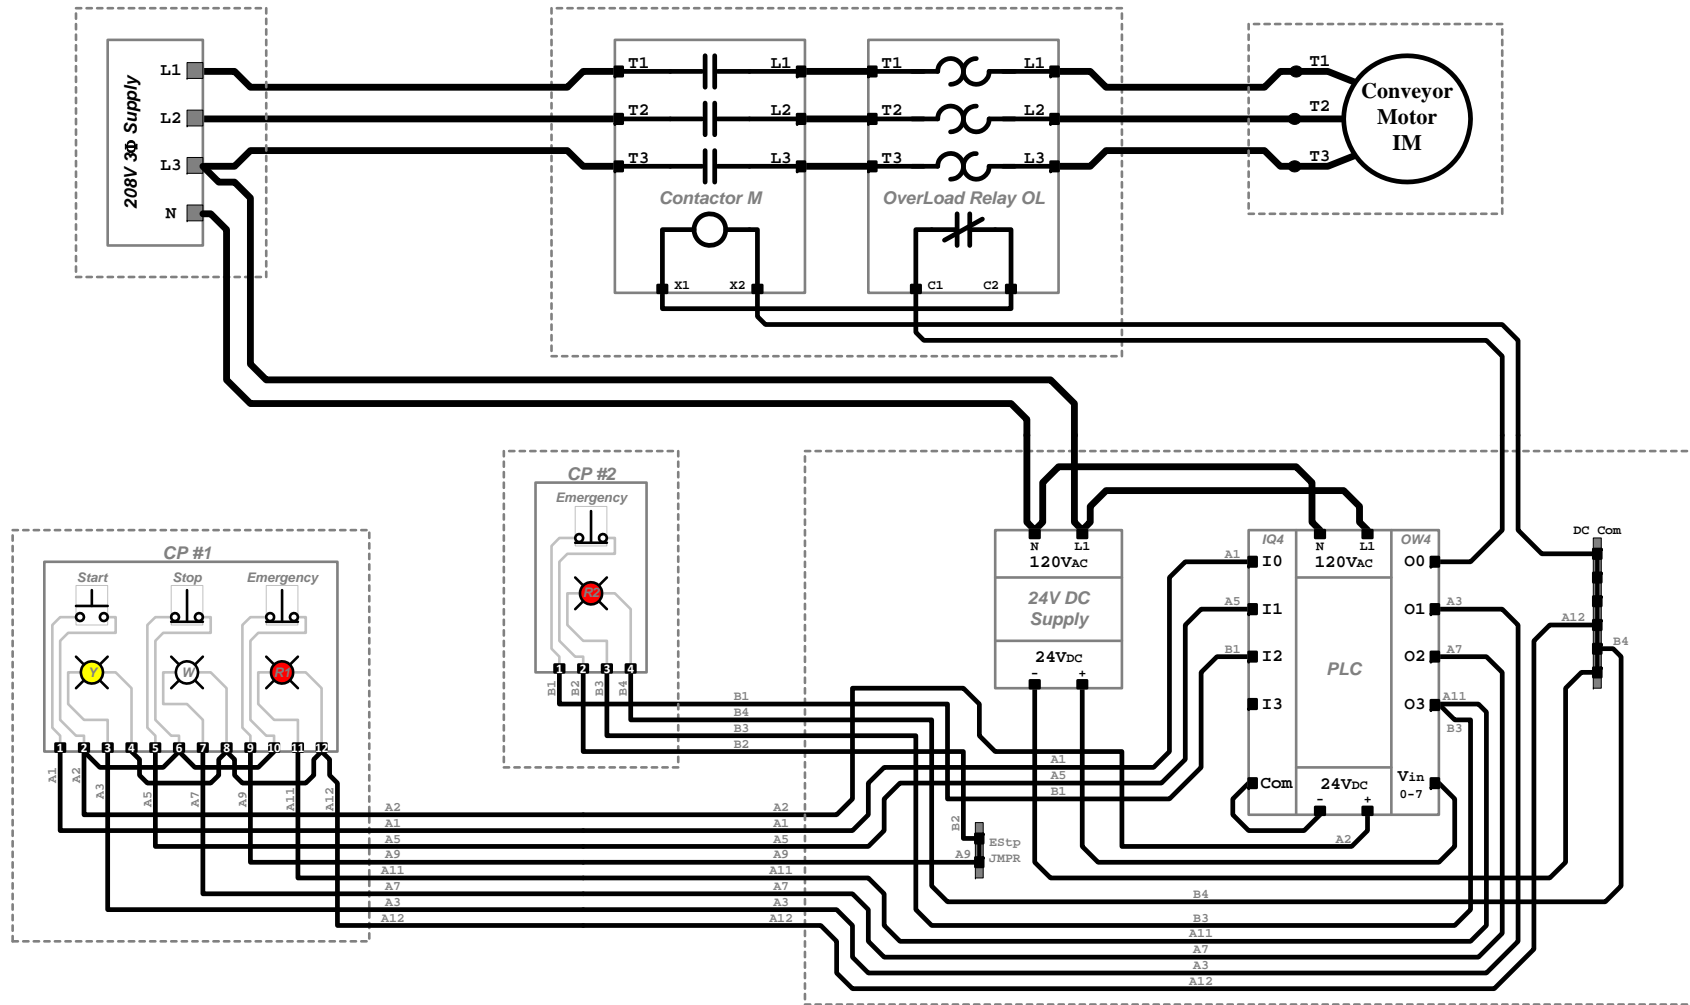 208V 3Φ Supply
L1
L2
L3
N
T1
L1
T2
L2
T3
L3
Contactor M
X1
X2
T1
L1
T2
L2
T3
L3
OverLoad Relay OL
C1
C2
T1
T2
T3
Conveyor
Motor
IM
CP #1
Start
Stop
Emergency
Y
W
R1
1 2 3 4 5 6 7 8 9 10 11 12
A1
A2
A3
A5
A7
A9
A11
A12
CP #2
Emergency
R2
1 2 3 4
B1
B2
B3
B4
N
L1
120VAC
24V DC
Supply
24VDC
- +
IQ4
N
L1
OW4
120VAC
I0
I1
I2
I3
Com
PLC
O0
O1
O2
O3
Vin
0-7
24VDC
- +
A1
A5
B1
A3
A7
A11
B3
DC Com
A12
B4
B1
B4
B3
B2
A1
A5
B1
A2
A1
A5
A9
A11
A7
A3
A12
A2
A1
A5
A9
A11
A7
A3
A12
B2
A9
EStp
JMPR
A2
B4
B3
A11
A7
A3
A12